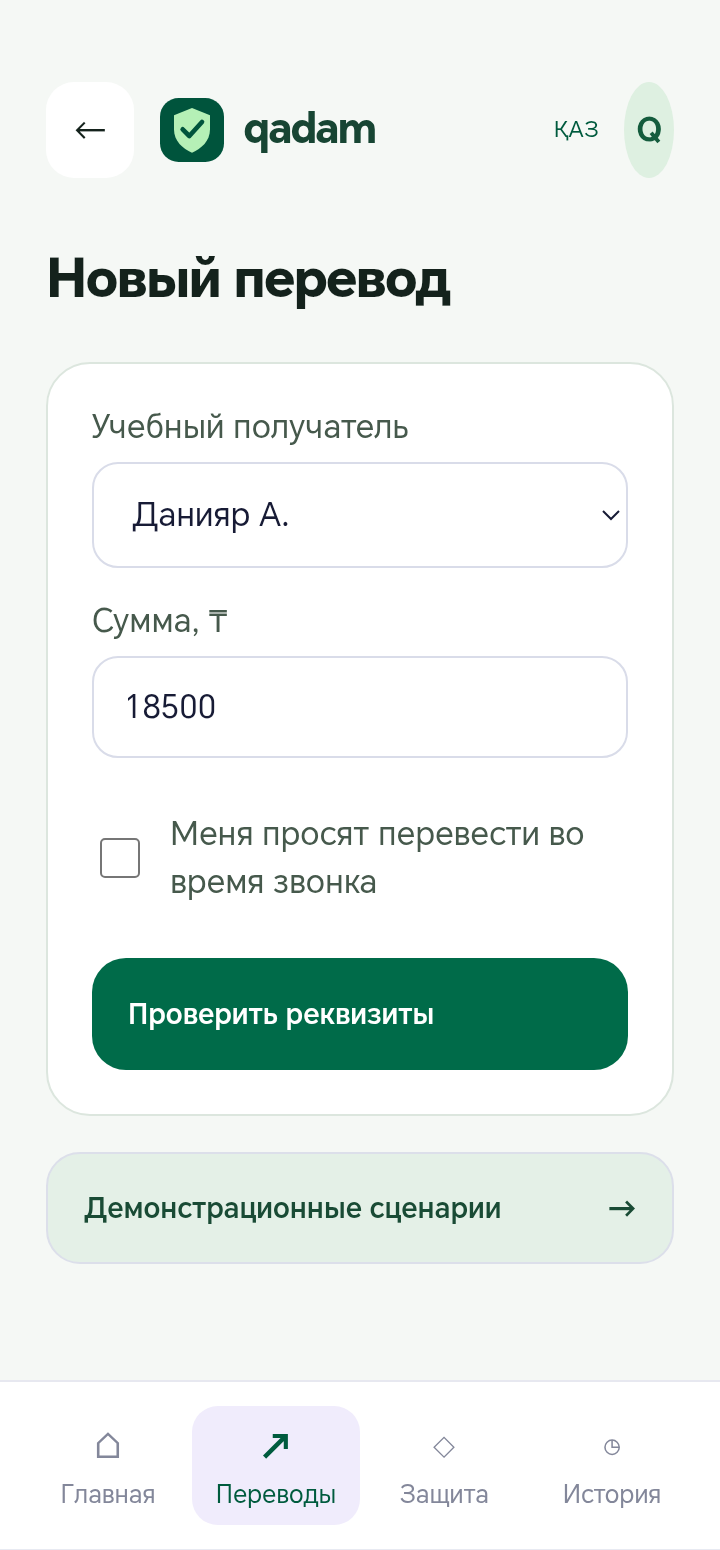 qadam
ҚАЗ
Q
Новый перевод
Учебный получатель
Данияр А.
Сумма, ₸
18500
Меня просят перевести во
время звонка
Проверить реквизиты
Демонстрационные сценарии →
Главная
Переводы
Защита
История